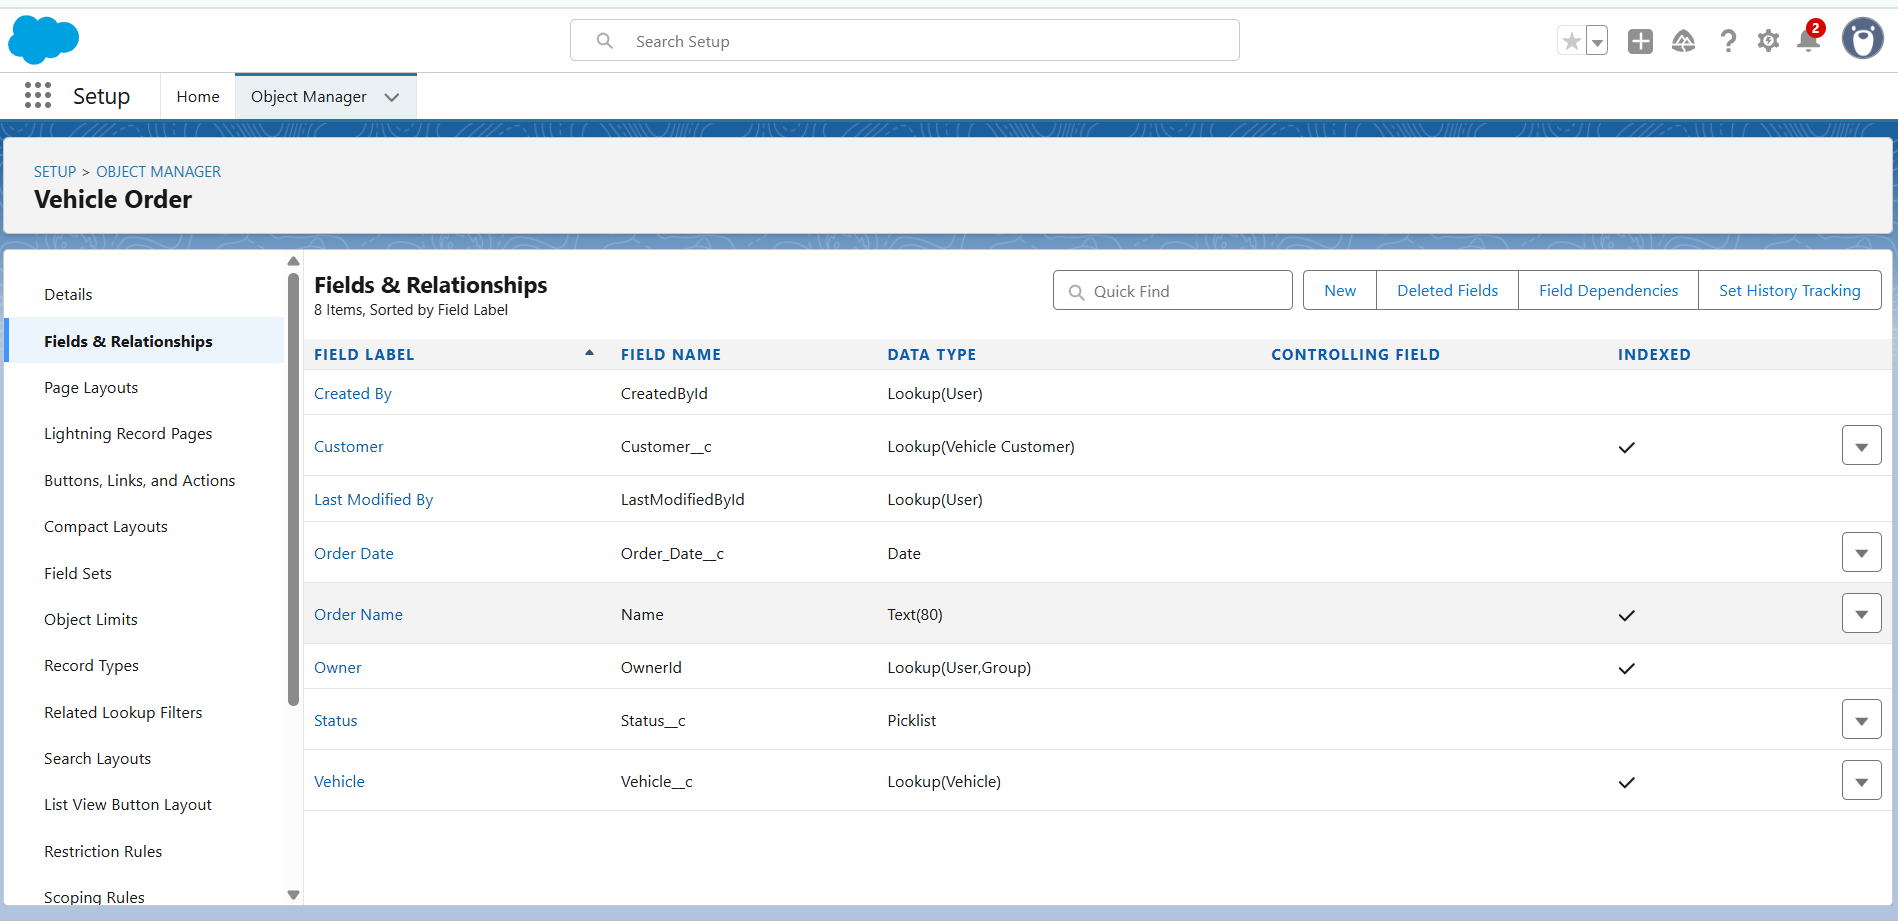 Search Setup
2
Setup
Home
Object Manager
SETUP > OBJECT MANAGER
Vehicle Order
Details
Fields & Relationships
Page Layouts
Lightning Record Pages
Buttons, Links, and Actions
Compact Layouts
Field Sets
Object Limits
Record Types
Related Lookup Filters
Search Layouts
List View Button Layout
Restriction Rules
Scoping Rules
Fields & Relationships
8 Items, Sorted by Field Label
Quick Find
New
Deleted Fields
Field Dependencies
Set History Tracking
FIELD LABEL FIELD NAME DATA TYPE CONTROLLING FIELD INDEXED
Created By CreatedById Lookup(User)
Customer Customer__c Lookup(Vehicle Customer)
Last Modified By LastModifiedById Lookup(User)
Order Date Order_Date__c Date
Order Name Name Text(80)
Owner OwnerId Lookup(User,Group)
Status Status__c Picklist
Vehicle Vehicle__c Lookup(Vehicle)